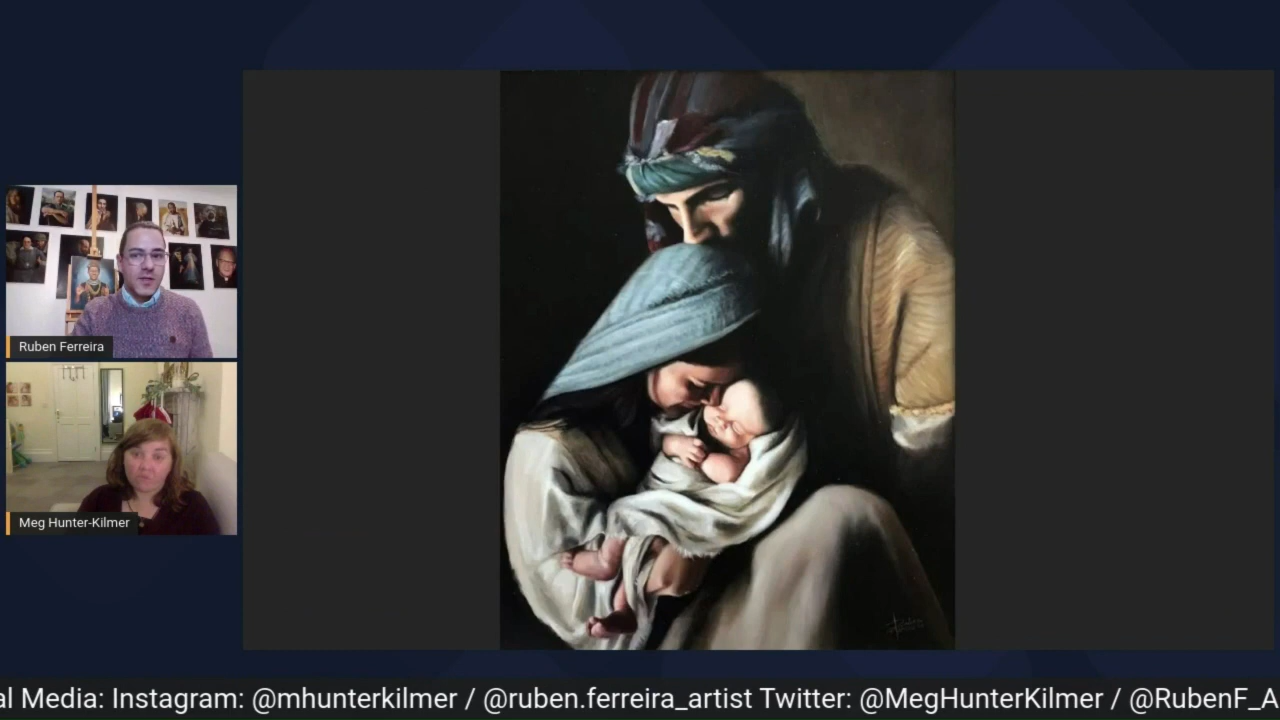 Ruben Ferreira
Meg Hunter-Kilmer
al Media: Instagram: @mhunterkilmer / @ruben.ferreira_artist Twitter: @MegHunterKilmer / @RubenF_A